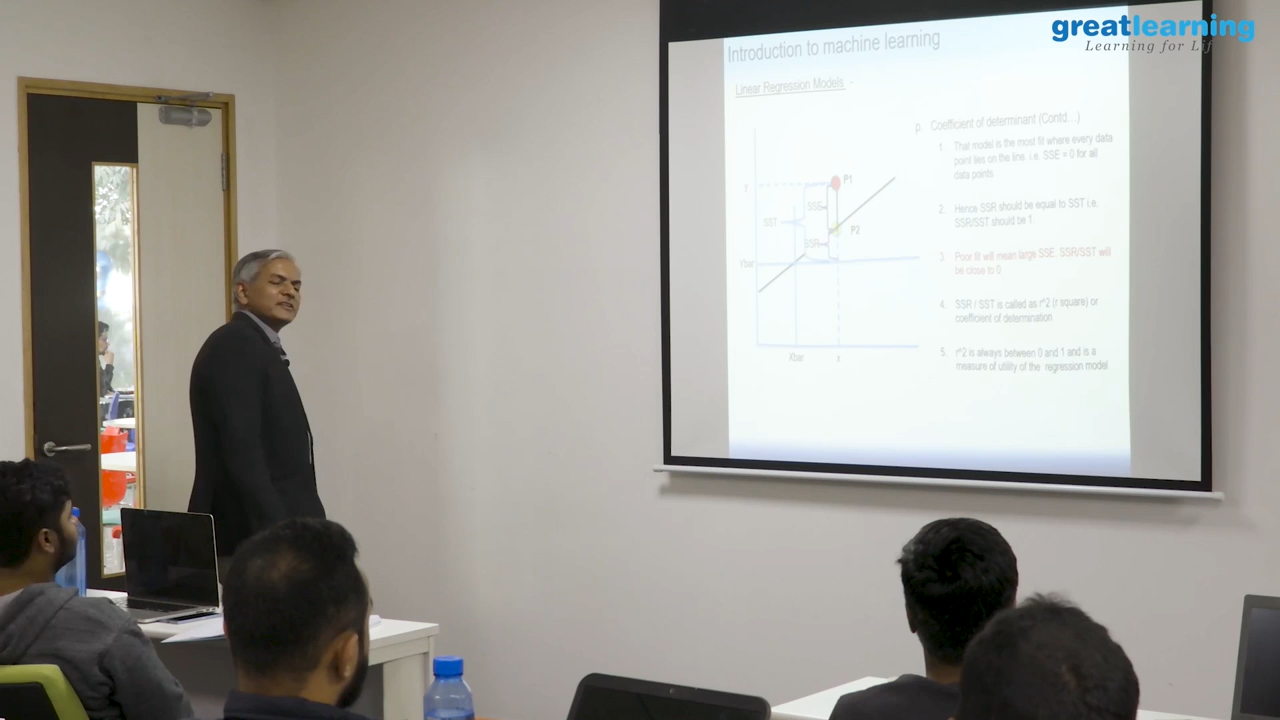 greatlearning
Learning for Lif
Introduction to machine learning
Linear Regression Models -
p. Coefficient of determinant (Contd...)
1. That model is the most fit where every data
point lies on the line. i.e. SSE = 0 for all
data points
2. Hence SSR should be equal to SST i.e.
SSR/SST should be 1.
3. Poor fit will mean large SSE. SSR/SST will
be close to 0
4. SSR / SST is called as r^2 (r square) or
coefficient of determination
5. r^2 is always between 0 and 1 and is a
measure of utility of the regression model
Y
P1
SSE
SST
P2
SSR
Ybar
Xbar
x